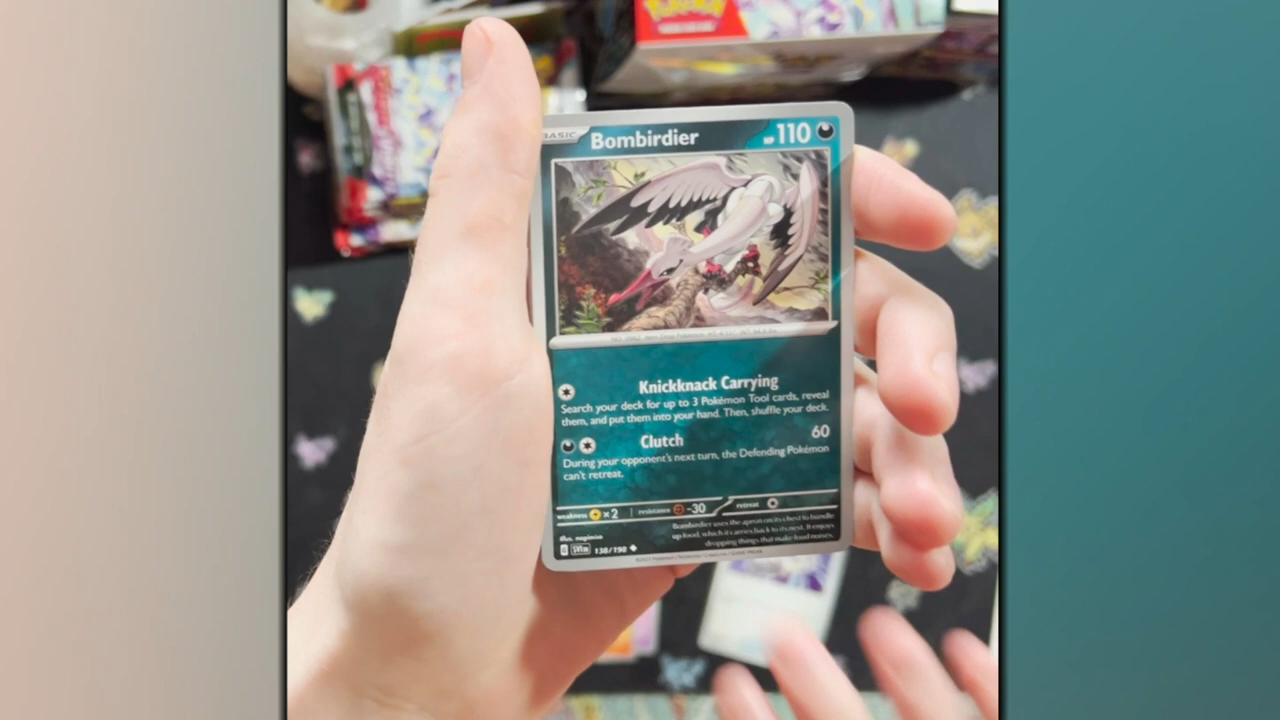 Pokémon
BASIC Bombirdier HP 110
Knickknack Carrying
Search your deck for up to 3 Pokémon Tool cards, reveal
them, and put them into your hand. Then, shuffle your deck.
Clutch 60
During your opponent's next turn, the Defending Pokémon
can't retreat.
weakness ×2 resistance -30 retreat
Bombirdier uses the apron on its chest to bundle
up food, which it carries back to its nest. It enjoys
dropping things that make loud noises.
Illus. nagimiso
G SVI EN 138/198